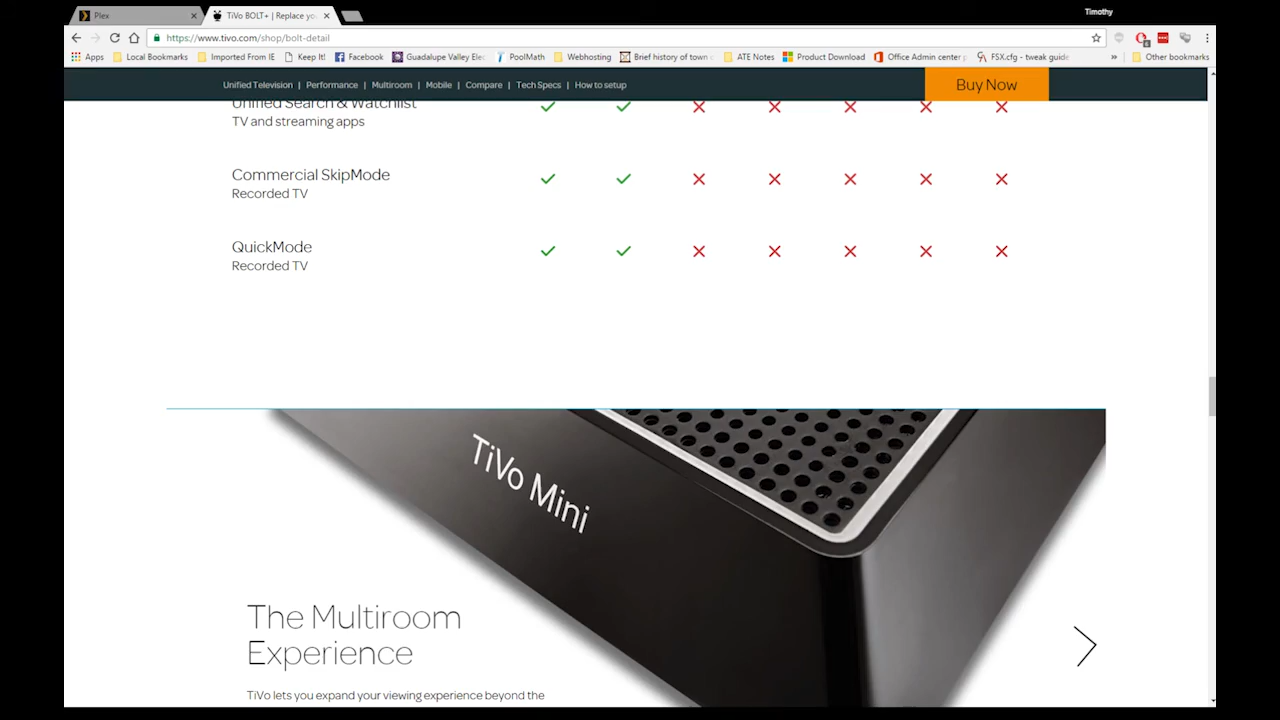 Timothy
Plex
TiVo BOLT+ | Replace yo
https://www.tivo.com/shop/bolt-detail
Apps Local Bookmarks Imported From IE Keep It! Facebook Guadalupe Valley Elec PoolMath Webhosting Brief history of town ATE Notes Product Download Office Admin center p FSX.cfg - tweak guide » Other bookmarks
Unified Television | Performance | Multiroom | Mobile | Compare | Tech Specs | How to setup
Buy Now
Unified Search & Watchlist
TV and streaming apps
Commercial SkipMode
Recorded TV
QuickMode
Recorded TV
TiVo Mini
The Multiroom
Experience
TiVo lets you expand your viewing experience beyond the